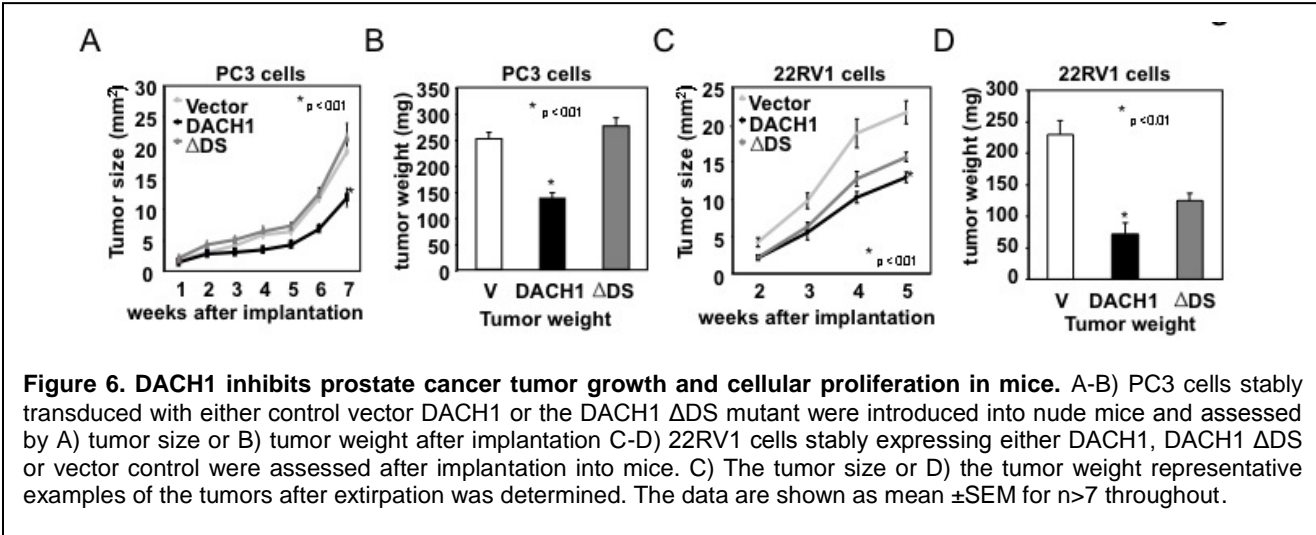 A
B
C
D
PC3 cells
Tumor size (mm²)
30
25
20
15
10
5
0
Vector
DACH1
ΔDS
* p < 0.01
*
1 2 3 4 5 6 7
weeks after implantation
PC3 cells
tumor weight (mg)
350
300
250
200
150
100
50
0
* p < 0.01
*
V DACH1 ΔDS
Tumor weight
22RV1 cells
25
20
15
10
5
0
Tumor size (mm²)
Vector
DACH1
ΔDS
*
* p < 0.01
2 3 4 5
weeks after implantation
22RV1 cells
tumor weight (mg)
300
250
200
150
100
50
0
* p < 0.01
*
V DACH1 ΔDS
Tumor weight
Figure 6. DACH1 inhibits prostate cancer tumor growth and cellular proliferation in mice. A-B) PC3 cells stably
transduced with either control vector DACH1 or the DACH1 ΔDS mutant were introduced into nude mice and assessed
by A) tumor size or B) tumor weight after implantation C-D) 22RV1 cells stably expressing either DACH1, DACH1 ΔDS
or vector control were assessed after implantation into mice. C) The tumor size or D) the tumor weight representative
examples of the tumors after extirpation was determined. The data are shown as mean ±SEM for n>7 throughout.